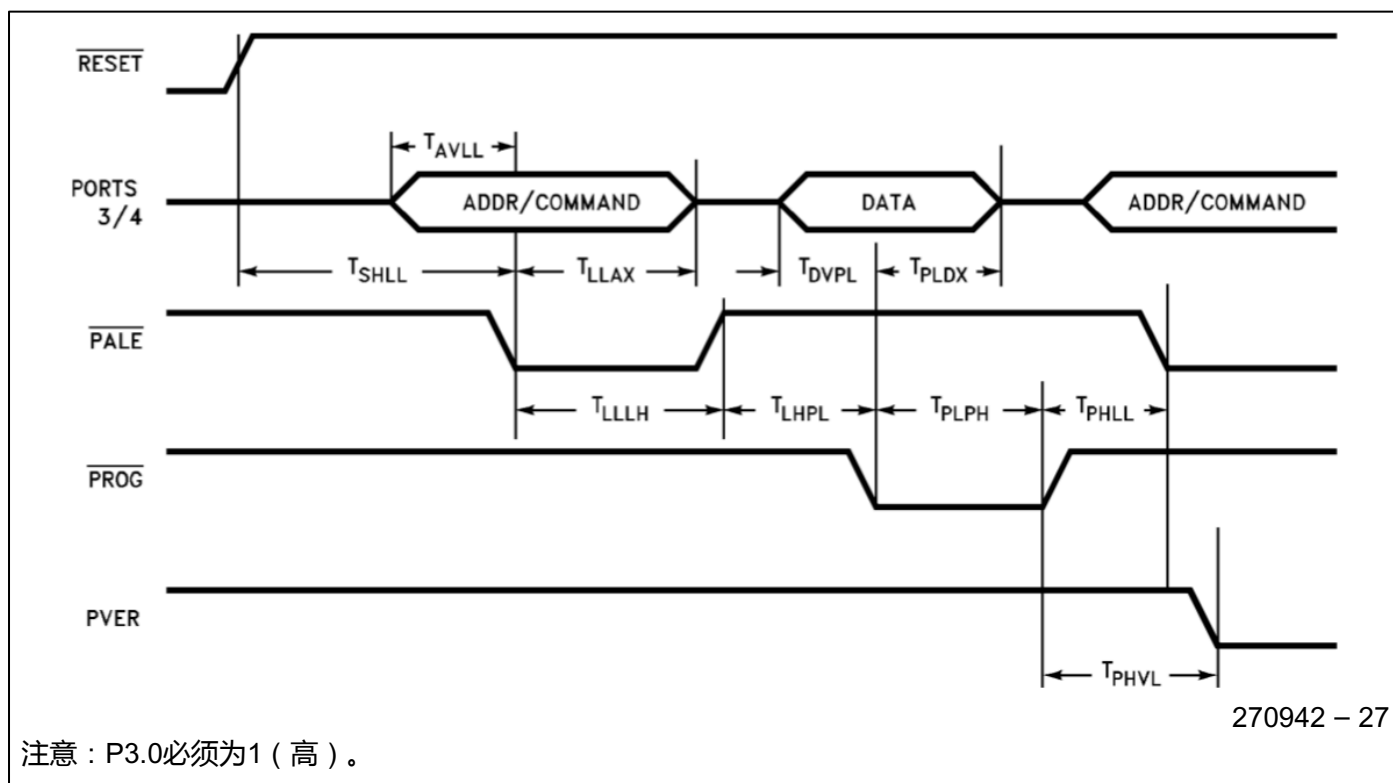 RESET
T_AVLL
PORTS
3/4
ADDR/COMMAND DATA ADDR/COMMAND
T_SHLL T_LLAX T_DVPL T_PLDX
PALE
T_LLLH T_LHPL T_PLPH T_PHLL
PROG
PVER
T_PHVL
270942 – 27
注意：P3.0必须为1（高）。